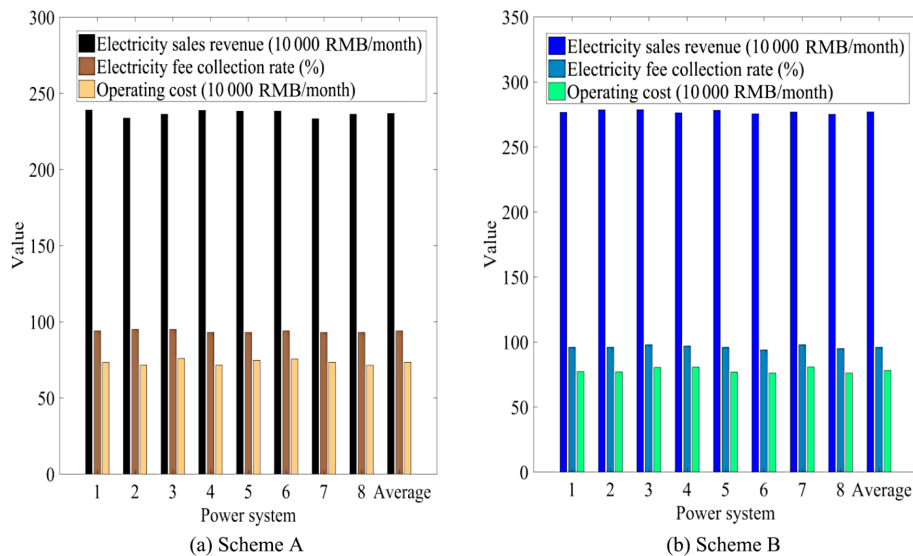 300
250
200
150
100
50
0
Value
Electricity sales revenue (10 000 RMB/month)
Electricity fee collection rate (%)
Operating cost (10 000 RMB/month)
1 2 3 4 5 6 7 8 Average
Power system
(a) Scheme A
350
300
250
200
150
100
50
0
Value
Electricity sales revenue (10 000 RMB/month)
Electricity fee collection rate (%)
Operating cost (10 000 RMB/month)
1 2 3 4 5 6 7 8 Average
Power system
(b) Scheme B